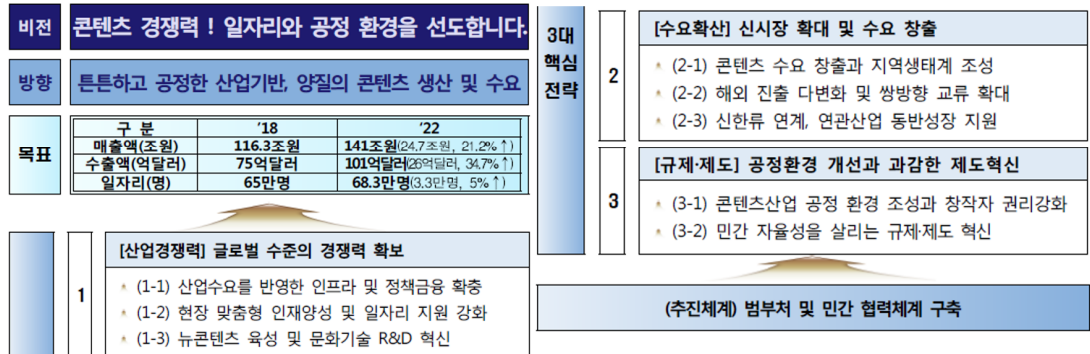 비전
콘텐츠 경쟁력 ! 일자리와 공정 환경을 선도합니다.
방향
튼튼하고 공정한 산업기반, 양질의 콘텐츠 생산 및 수요
목표
구 분 '18 '22
매출액(조원) 116.3조원 141조원(24.7조원, 21.2%↑)
수출액(억달러) 75억달러 101억달러(26억달러, 34.7%↑)
일자리(명) 65만명 68.3만명(3.3만명, 5%↑)
1
[산업경쟁력] 글로벌 수준의 경쟁력 확보
(1-1) 산업수요를 반영한 인프라 및 정책금융 확충
(1-2) 현장 맞춤형 인재양성 및 일자리 지원 강화
(1-3) 뉴콘텐츠 육성 및 문화기술 R&D 혁신
3대
핵심
전략
2
[수요확산] 신시장 확대 및 수요 창출
(2-1) 콘텐츠 수요 창출과 지역생태계 조성
(2-2) 해외 진출 다변화 및 쌍방향 교류 확대
(2-3) 신한류 연계, 연관산업 동반성장 지원
3
[규제·제도] 공정환경 개선과 과감한 제도혁신
(3-1) 콘텐츠산업 공정 환경 조성과 창작자 권리강화
(3-2) 민간 자율성을 살리는 규제·제도 혁신
(추진체계) 범부처 및 민간 협력체계 구축